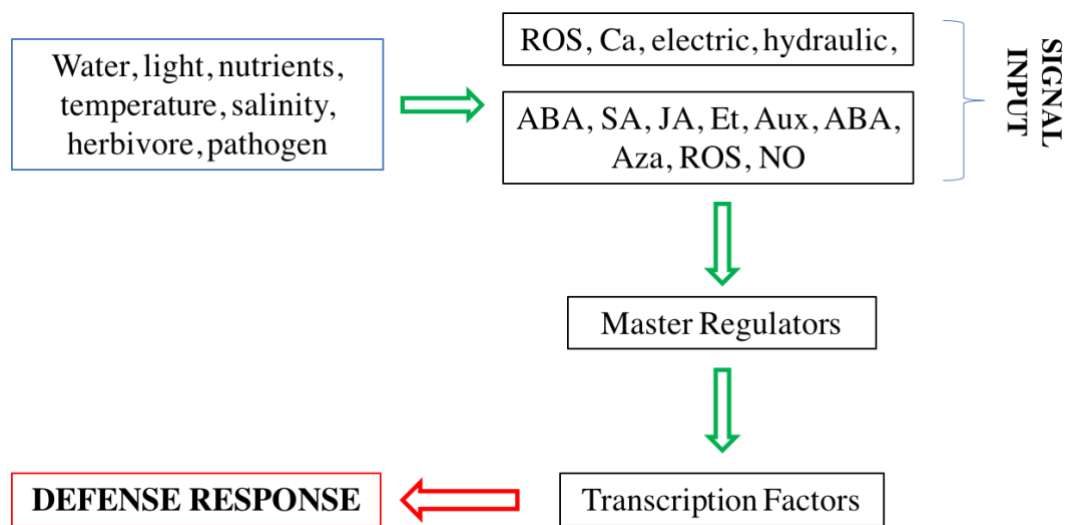 Water, light, nutrients,
temperature, salinity,
herbivore, pathogen
ROS, Ca, electric, hydraulic,
ABA, SA, JA, Et, Aux, ABA,
Aza, ROS, NO
SIGNAL
INPUT
Master Regulators
Transcription Factors
DEFENSE RESPONSE